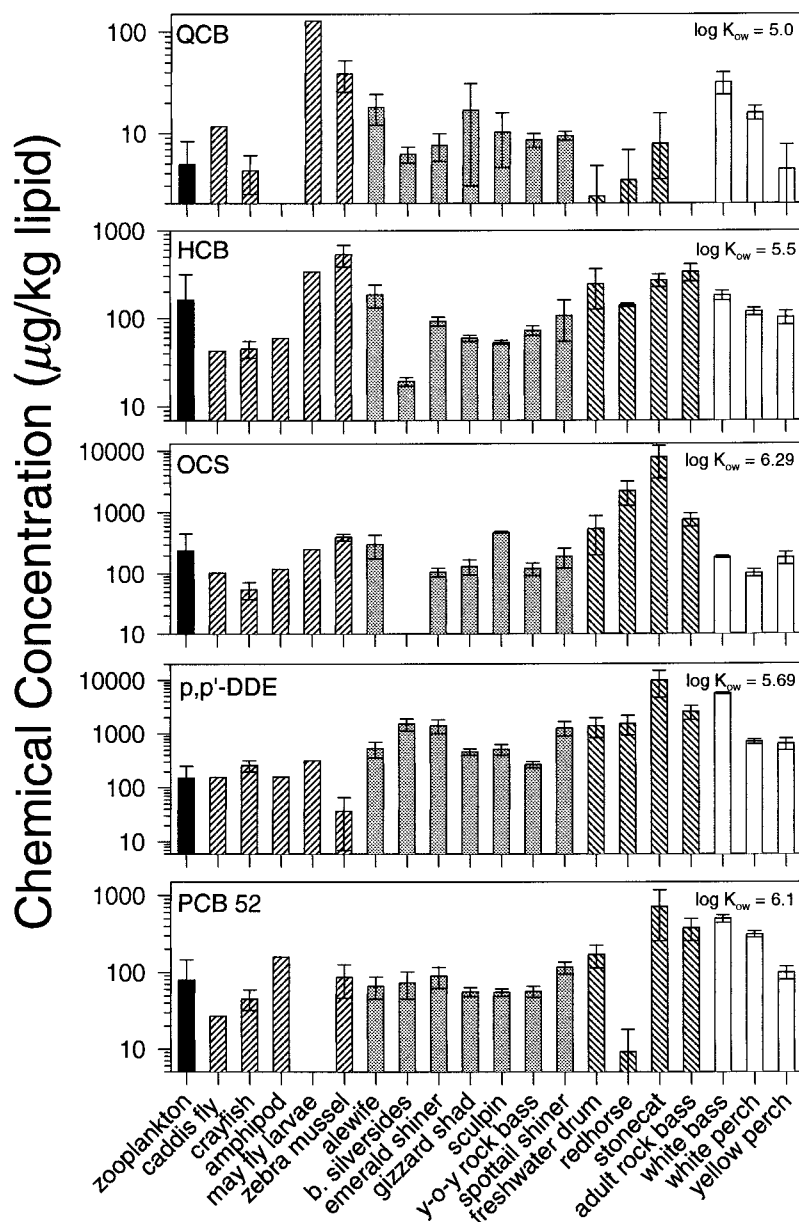 Chemical Concentration (μg/kg lipid)
QCB
log Kow = 5.0
100
10
HCB
log Kow = 5.5
1000
100
10
OCS
log Kow = 6.29
10000
1000
100
10
p,p'-DDE
log Kow = 5.69
10000
1000
100
10
PCB 52
log Kow = 6.1
1000
100
10
zooplankton
caddis fly
crayfish
amphipod
may fly larvae
zebra mussel
alewife
b. silversides
emerald shiner
gizzard shad
sculpin
y-o-y rock bass
spottail shiner
freshwater drum
redhorse
stonecat
adult rock bass
white bass
white perch
yellow perch